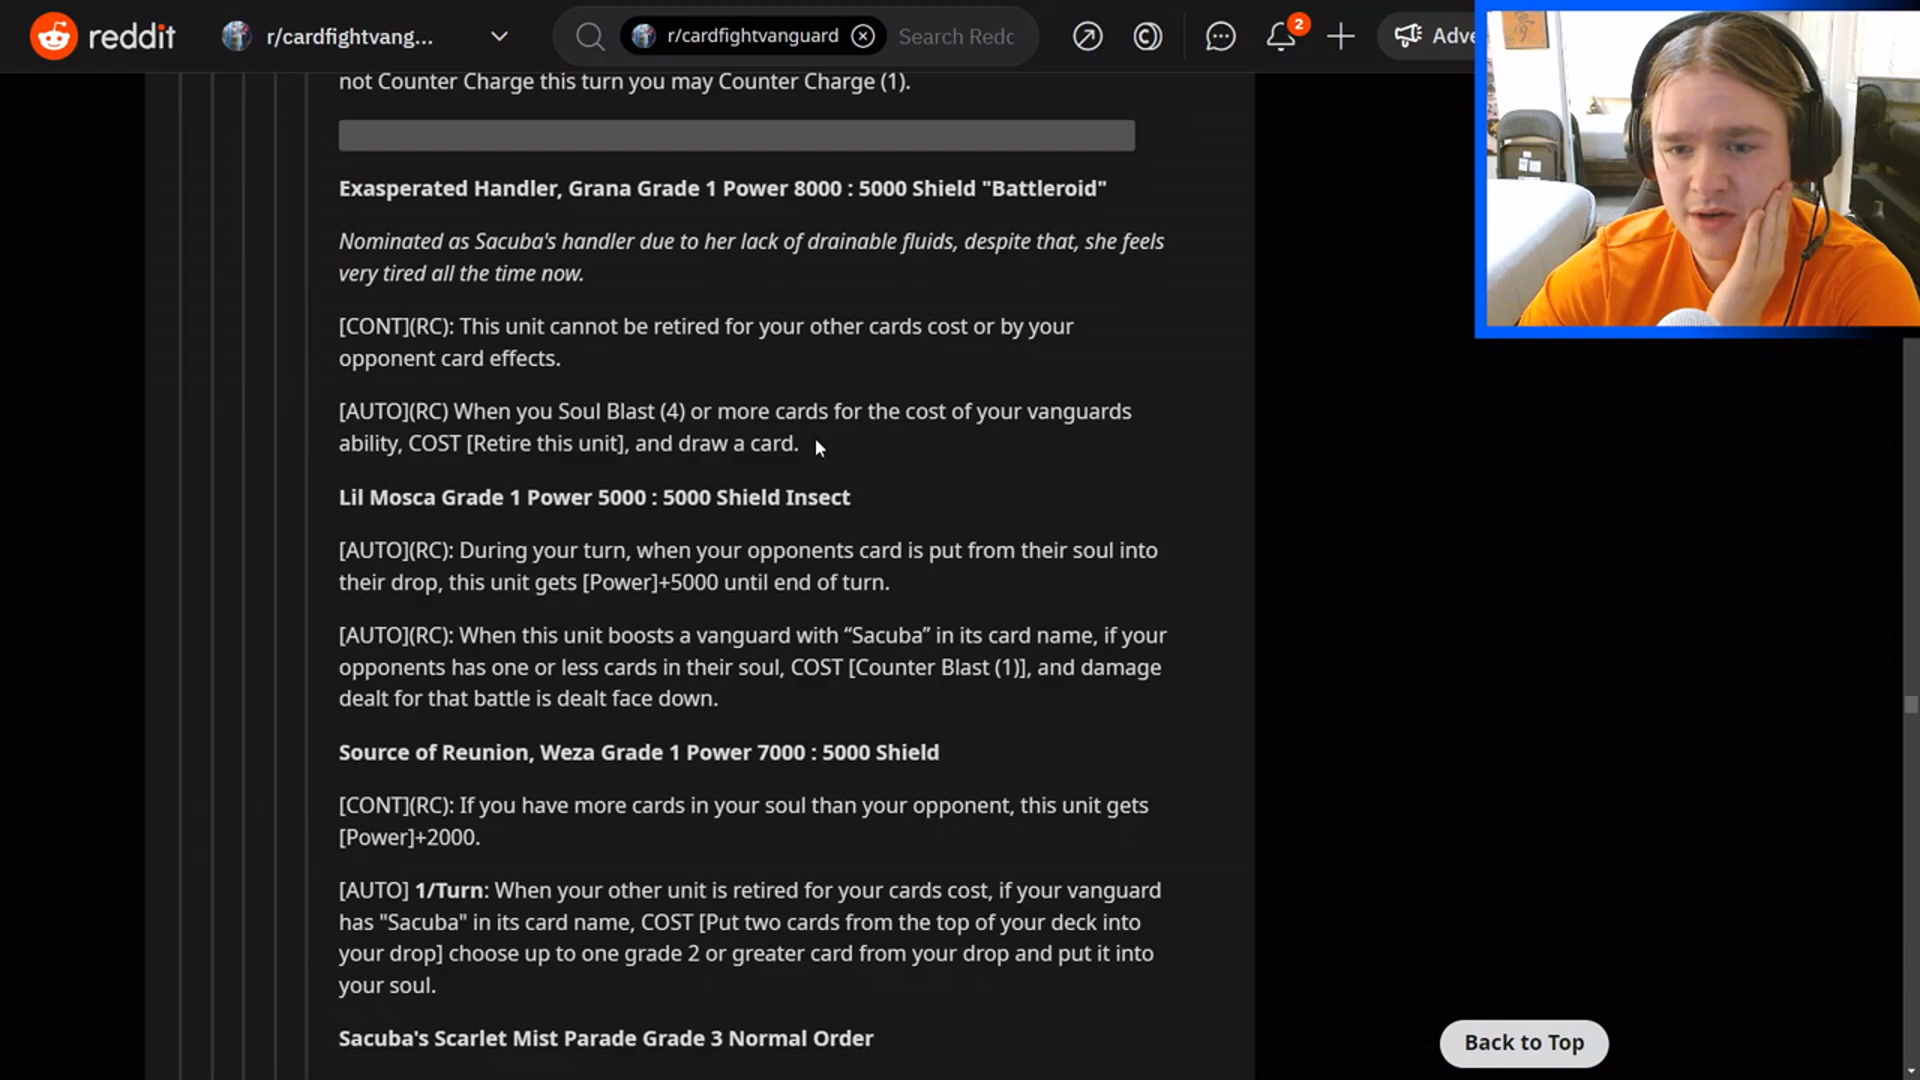 reddit
r/cardfightvang...
r/cardfightvanguard
Search Redc
2
Adve
not Counter Charge this turn you may Counter Charge (1).
Exasperated Handler, Grana Grade 1 Power 8000 : 5000 Shield "Battleroid"
Nominated as Sacuba's handler due to her lack of drainable fluids, despite that, she feels
very tired all the time now.
[CONT](RC): This unit cannot be retired for your other cards cost or by your
opponent card effects.
[AUTO](RC) When you Soul Blast (4) or more cards for the cost of your vanguards
ability, COST [Retire this unit], and draw a card.
Lil Mosca Grade 1 Power 5000 : 5000 Shield Insect
[AUTO](RC): During your turn, when your opponents card is put from their soul into
their drop, this unit gets [Power]+5000 until end of turn.
[AUTO](RC): When this unit boosts a vanguard with “Sacuba” in its card name, if your
opponents has one or less cards in their soul, COST [Counter Blast (1)], and damage
dealt for that battle is dealt face down.
Source of Reunion, Weza Grade 1 Power 7000 : 5000 Shield
[CONT](RC): If you have more cards in your soul than your opponent, this unit gets
[Power]+2000.
[AUTO] 1/Turn: When your other unit is retired for your cards cost, if your vanguard
has "Sacuba" in its card name, COST [Put two cards from the top of your deck into
your drop] choose up to one grade 2 or greater card from your drop and put it into
your soul.
Sacuba's Scarlet Mist Parade Grade 3 Normal Order
Back to Top